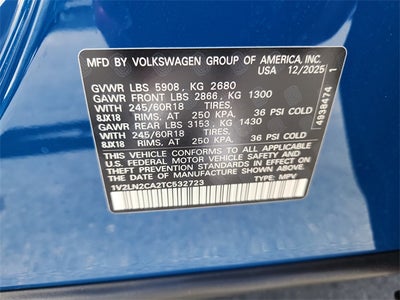 MFD. BY VOLKSWAGEN GROUP OF AMERICA, INC.
USA 12/2025
GVWR LBS 5908, KG 2680
GAWR FRONT LBS 2866, KG 1300
WITH 245/60R18 TIRES,
8JX18 RIMS, AT 250 KPA, 36 PSI COLD
GAWR REAR LBS 3153, KG 1430
WITH 245/60R18 TIRES,
8JX18 RIMS, AT 250 KPA, 36 PSI COLD
THIS VEHICLE CONFORMS TO ALL APPLICABLE
U.S. FEDERAL MOTOR VEHICLE SAFETY AND
THEFT PREVENTION STANDARDS IN EFFECT ON
THE DATE OF MANUFACTURE SHOWN ABOVE.
1V2LN2CA2TC532723 TYPE: MPV
4938474 1